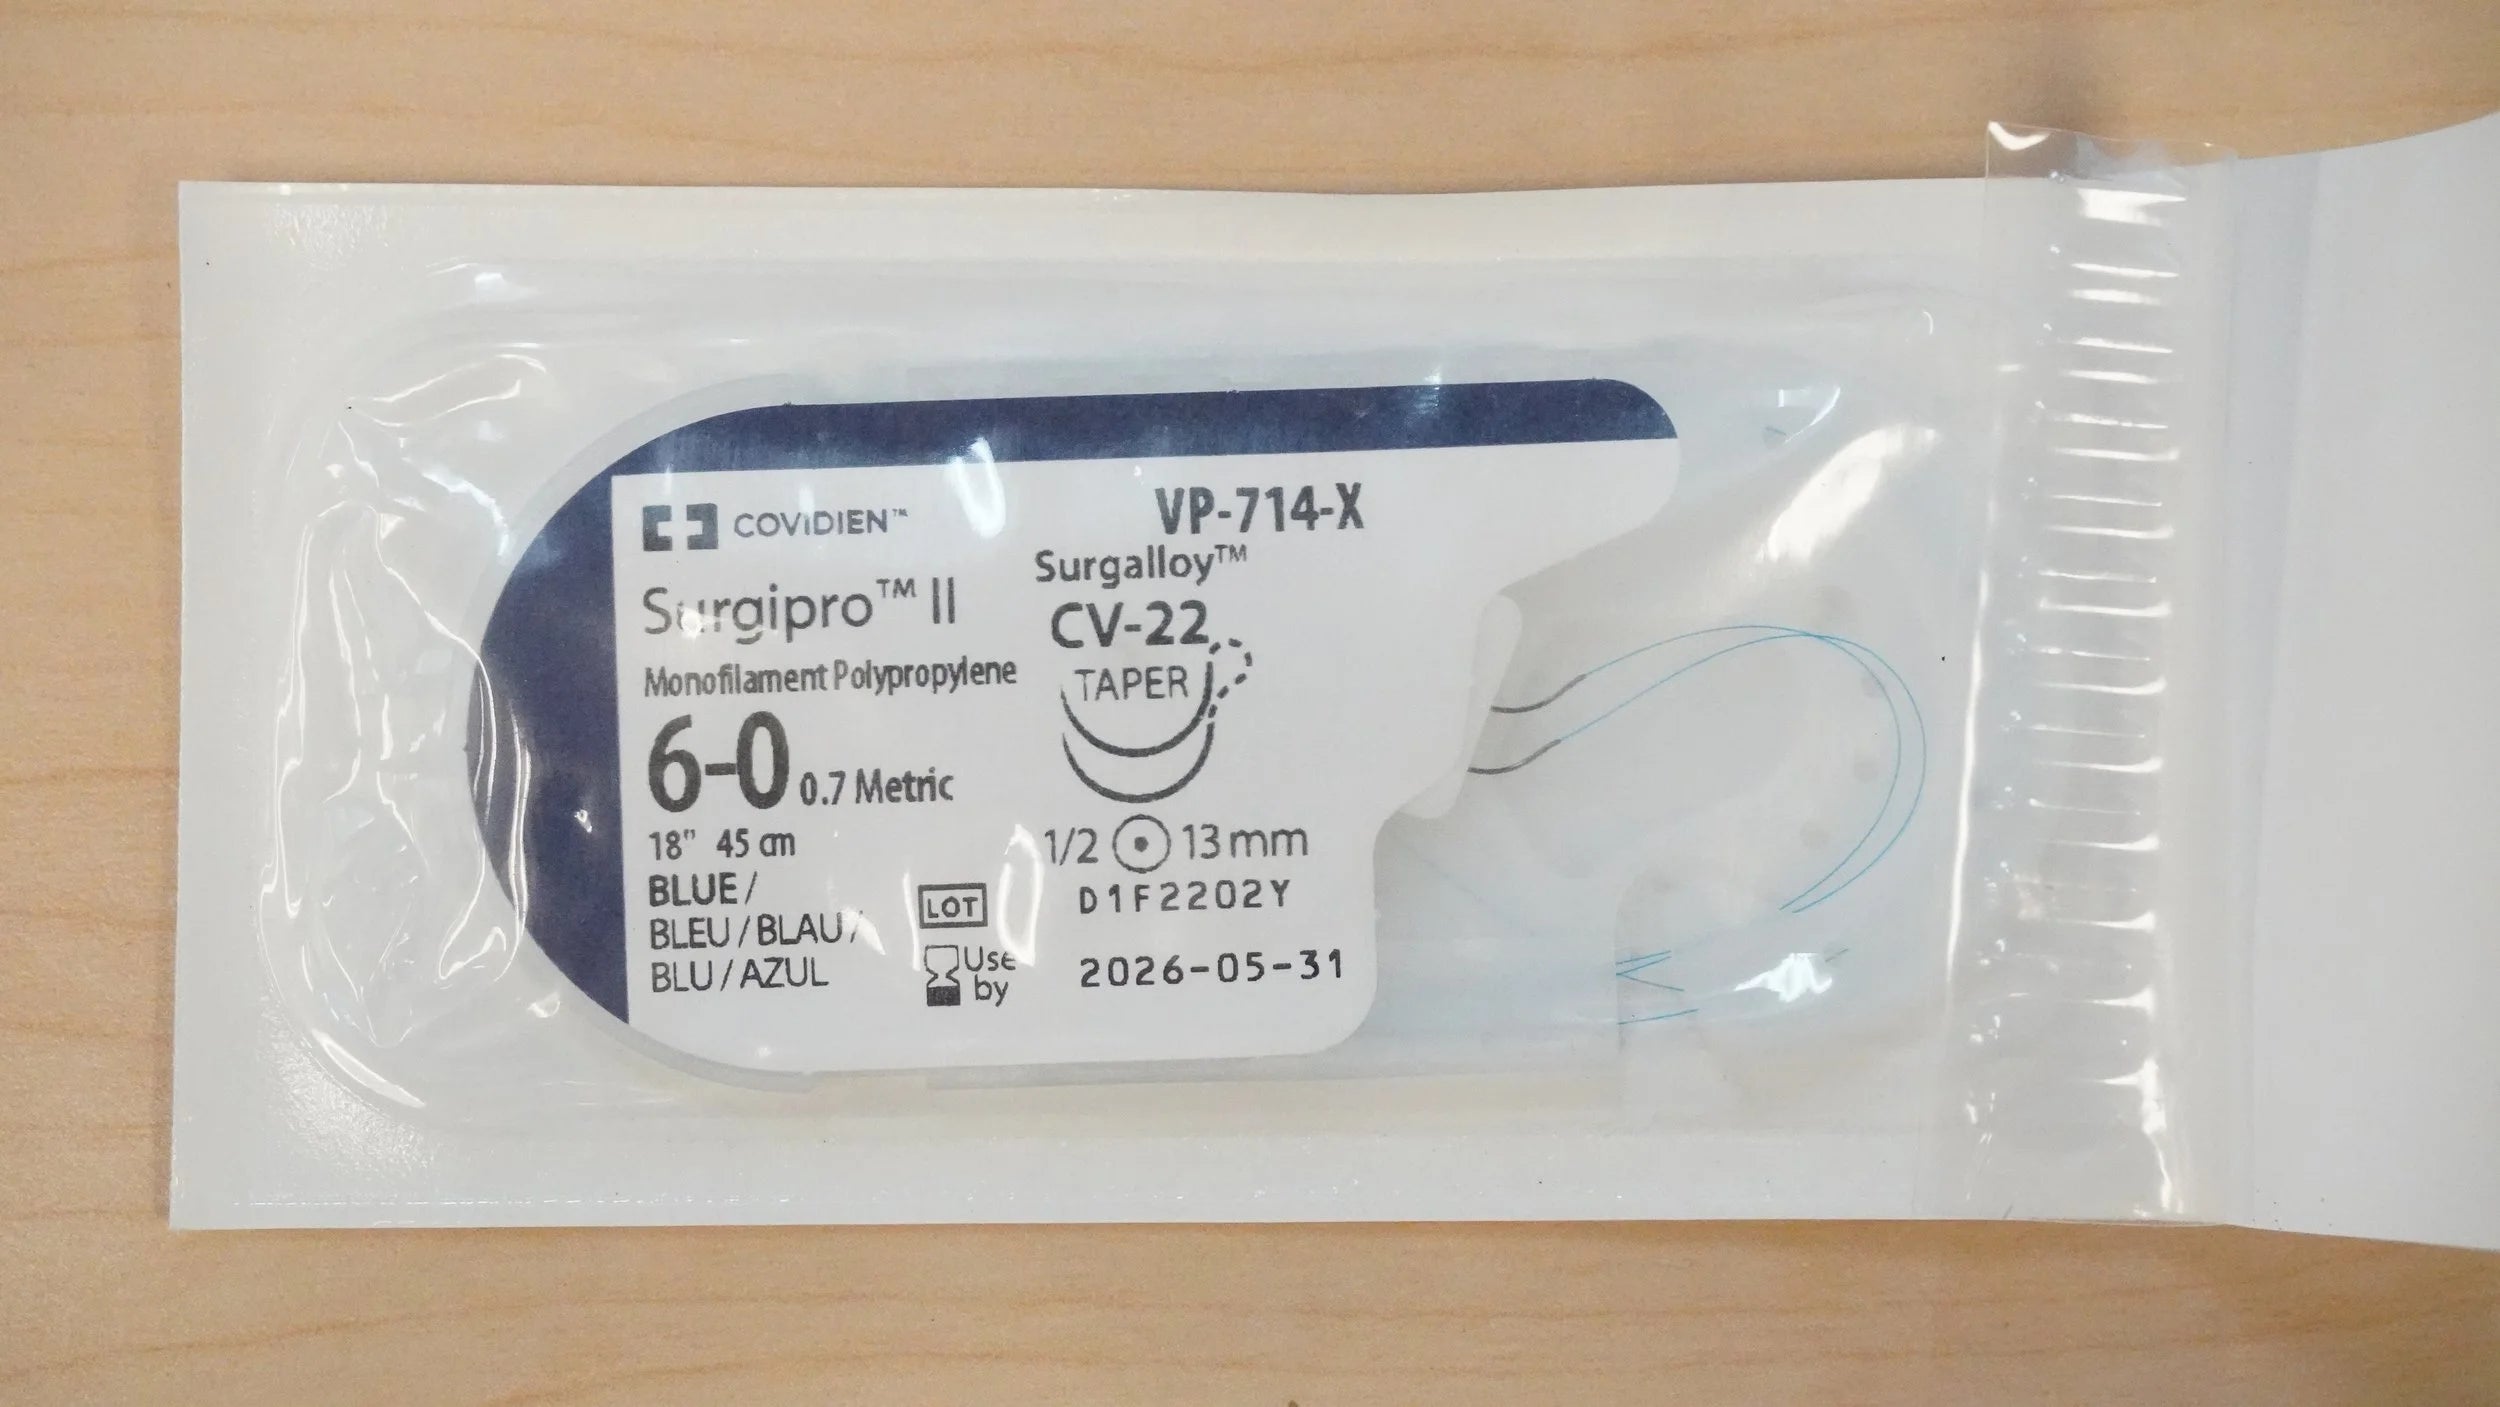 COVIDIEN™
VP-714-X
Surgipro™ II
Monofilament Polypropylene
6-0 0.7 Metric
18" 45 cm
BLUE /
BLEU / BLAU /
BLU / AZUL
Surgalloy™
CV-22
TAPER
1/2 13 mm
LOT D1F2202Y
Use by 2026-05-31